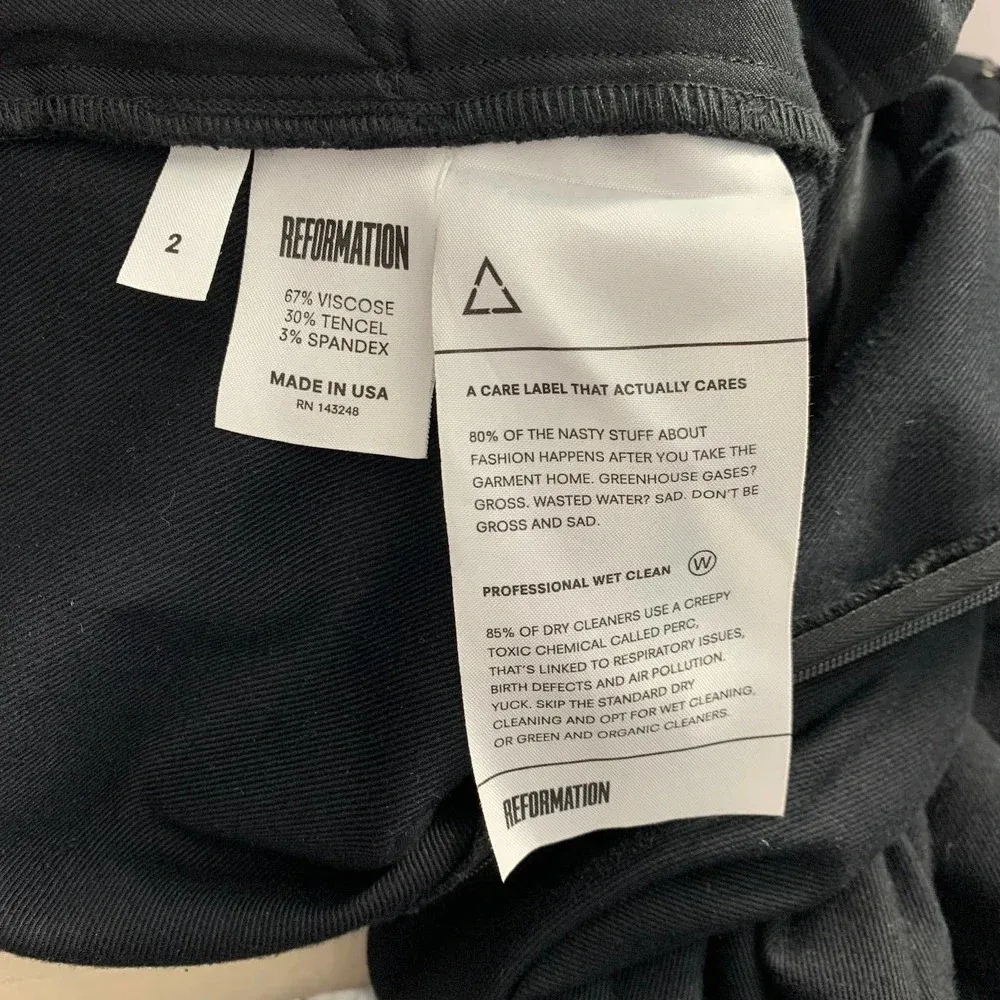 2
REFORMATION
67% VISCOSE
30% TENCEL
3% SPANDEX
MADE IN USA
RN 143248
A CARE LABEL THAT ACTUALLY CARES
80% OF THE NASTY STUFF ABOUT
FASHION HAPPENS AFTER YOU TAKE THE
GARMENT HOME. GREENHOUSE GASES?
GROSS. WASTED WATER? SAD. DON'T BE
GROSS AND SAD.
PROFESSIONAL WET CLEAN W
85% OF DRY CLEANERS USE A CREEPY
TOXIC CHEMICAL CALLED PERC,
THAT'S LINKED TO RESPIRATORY ISSUES,
BIRTH DEFECTS AND AIR POLLUTION.
YUCK. SKIP THE STANDARD DRY
CLEANING AND OPT FOR WET CLEANING,
OR GREEN AND ORGANIC CLEANERS.
REFORMATION